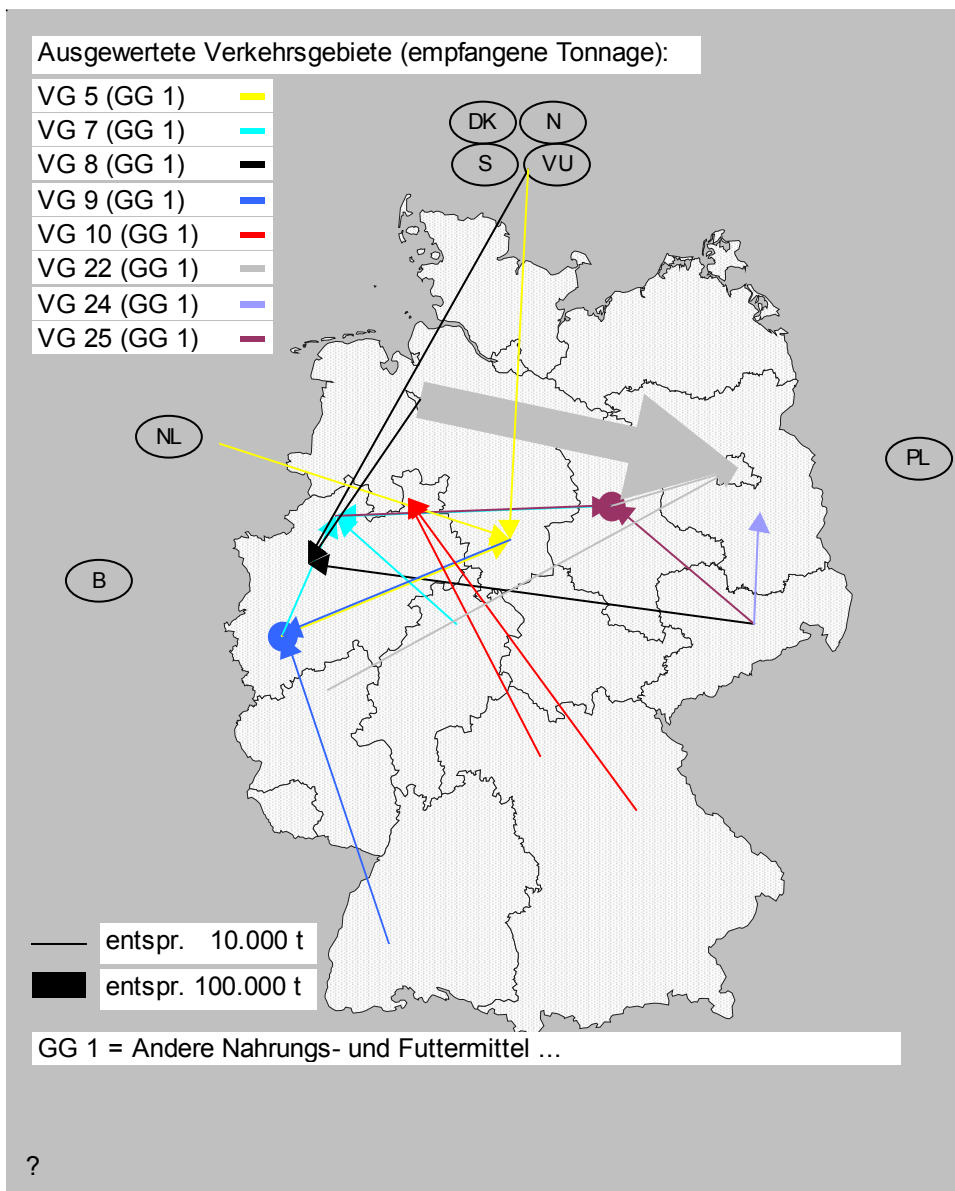 Ausgewertete Verkehrsgebiete (empfangene Tonnage):
VG 5 (GG 1)
VG 7 (GG 1)
VG 8 (GG 1)
VG 9 (GG 1)
VG 10 (GG 1)
VG 22 (GG 1)
VG 24 (GG 1)
VG 25 (GG 1)
DK N
S VU
NL
PL
B
entspr. 10.000 t
entspr. 100.000 t
GG 1 = Andere Nahrungs- und Futtermittel ...
?